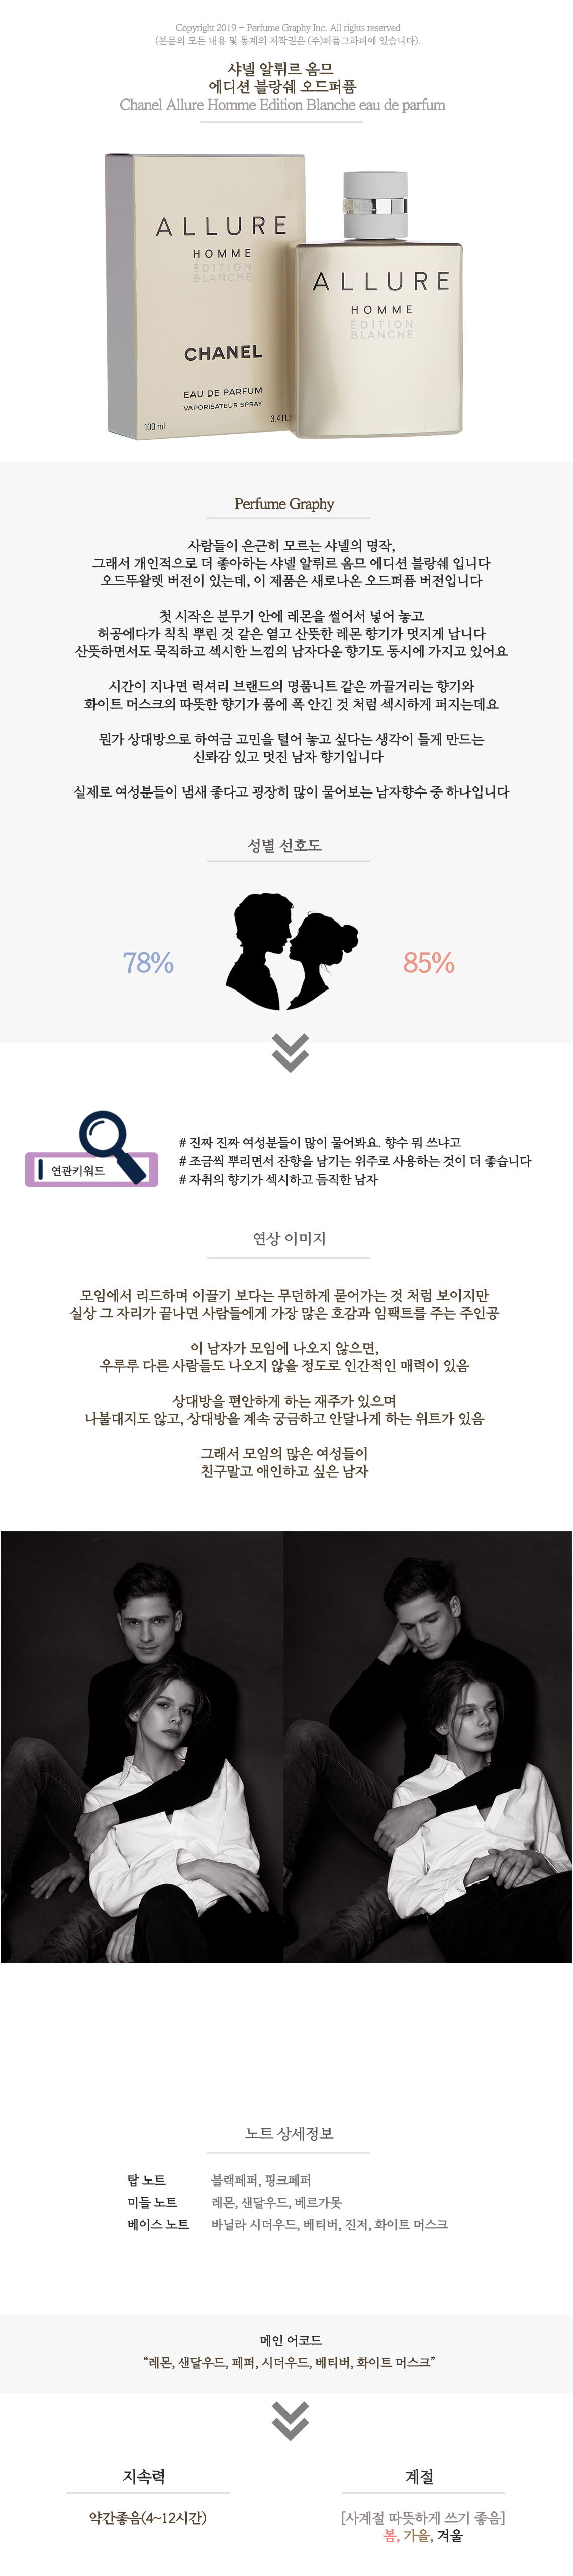 Copyright 2019 - Perfume Graphy Inc. All rights reserved
(본문의 모든 내용 및 통계의 저작권은 (주)퍼퓸그라피에 있습니다).
샤넬 알뤼르 옴므
에디션 블랑쉐 오드퍼퓸
Chanel Allure Homme Edition Blanche eau de parfum
ALLURE
HOMME
ÉDITION
BLANCHE
CHANEL
EAU DE PARFUM
VAPORISATEUR SPRAY
100 ml
3.4 FL
ALLURE
HOMME
ÉDITION
BLANCHE
Perfume Graphy
사람들이 은근히 모르는 샤넬의 명작,
그래서 개인적으로 더 좋아하는 샤넬 알뤼르 옴므 에디션 블랑쉐 입니다
오드뚜왈렛 버전이 있는데, 이 제품은 새로나온 오드퍼퓸 버전입니다
첫 시작은 분무기 안에 레몬을 썰어서 넣어 놓고
허공에다가 칙칙 뿌린 것 같은 엷고 산뜻한 레몬 향기가 멋지게 납니다
산뜻하면서도 묵직하고 섹시한 느낌의 남자다운 향기도 동시에 가지고 있어요
시간이 지나면 럭셔리 브랜드의 명품니트 같은 까끌거리는 향기와
화이트 머스크의 따뜻한 향기가 품에 폭 안긴 것 처럼 섹시하게 퍼지는데요
뭔가 상대방으로 하여금 고민을 털어 놓고 싶다는 생각이 들게 만드는
신뢰감 있고 멋진 남자 향기입니다
실제로 여성분들이 냄새 좋다고 굉장히 많이 물어보는 남자향수 중 하나입니다
성별 선호도
78%
85%
연관키워드
# 진짜 진짜 여성분들이 많이 물어봐요. 향수 뭐 쓰냐고
# 조금씩 뿌리면서 잔향을 남기는 위주로 사용하는 것이 더 좋습니다
# 자취의 향기가 섹시하고 듬직한 남자
연상 이미지
모임에서 리드하며 이끌기 보다는 무던하게 묻어가는 것 처럼 보이지만
실상 그 자리가 끝나면 사람들에게 가장 많은 호감과 임팩트를 주는 주인공
이 남자가 모임에 나오지 않으면,
우루루 다른 사람들도 나오지 않을 정도로 인간적인 매력이 있음
상대방을 편안하게 하는 재주가 있으며
나불대지도 않고, 상대방을 계속 궁금하고 안달나게 하는 위트가 있음
그래서 모임의 많은 여성들이
친구말고 애인하고 싶은 남자
노트 상세정보
탑 노트 블랙페퍼, 핑크페퍼
미들 노트 레몬, 샌달우드, 베르가못
베이스 노트 바닐라 시더우드, 베티버, 진저, 화이트 머스크
메인 어코드
“레몬, 샌달우드, 페퍼, 시더우드, 베티버, 화이트 머스크”
지속력
계절
약간좋음(4~12시간)
[사계절 따뜻하게 쓰기 좋음]
봄, 가을, 겨울